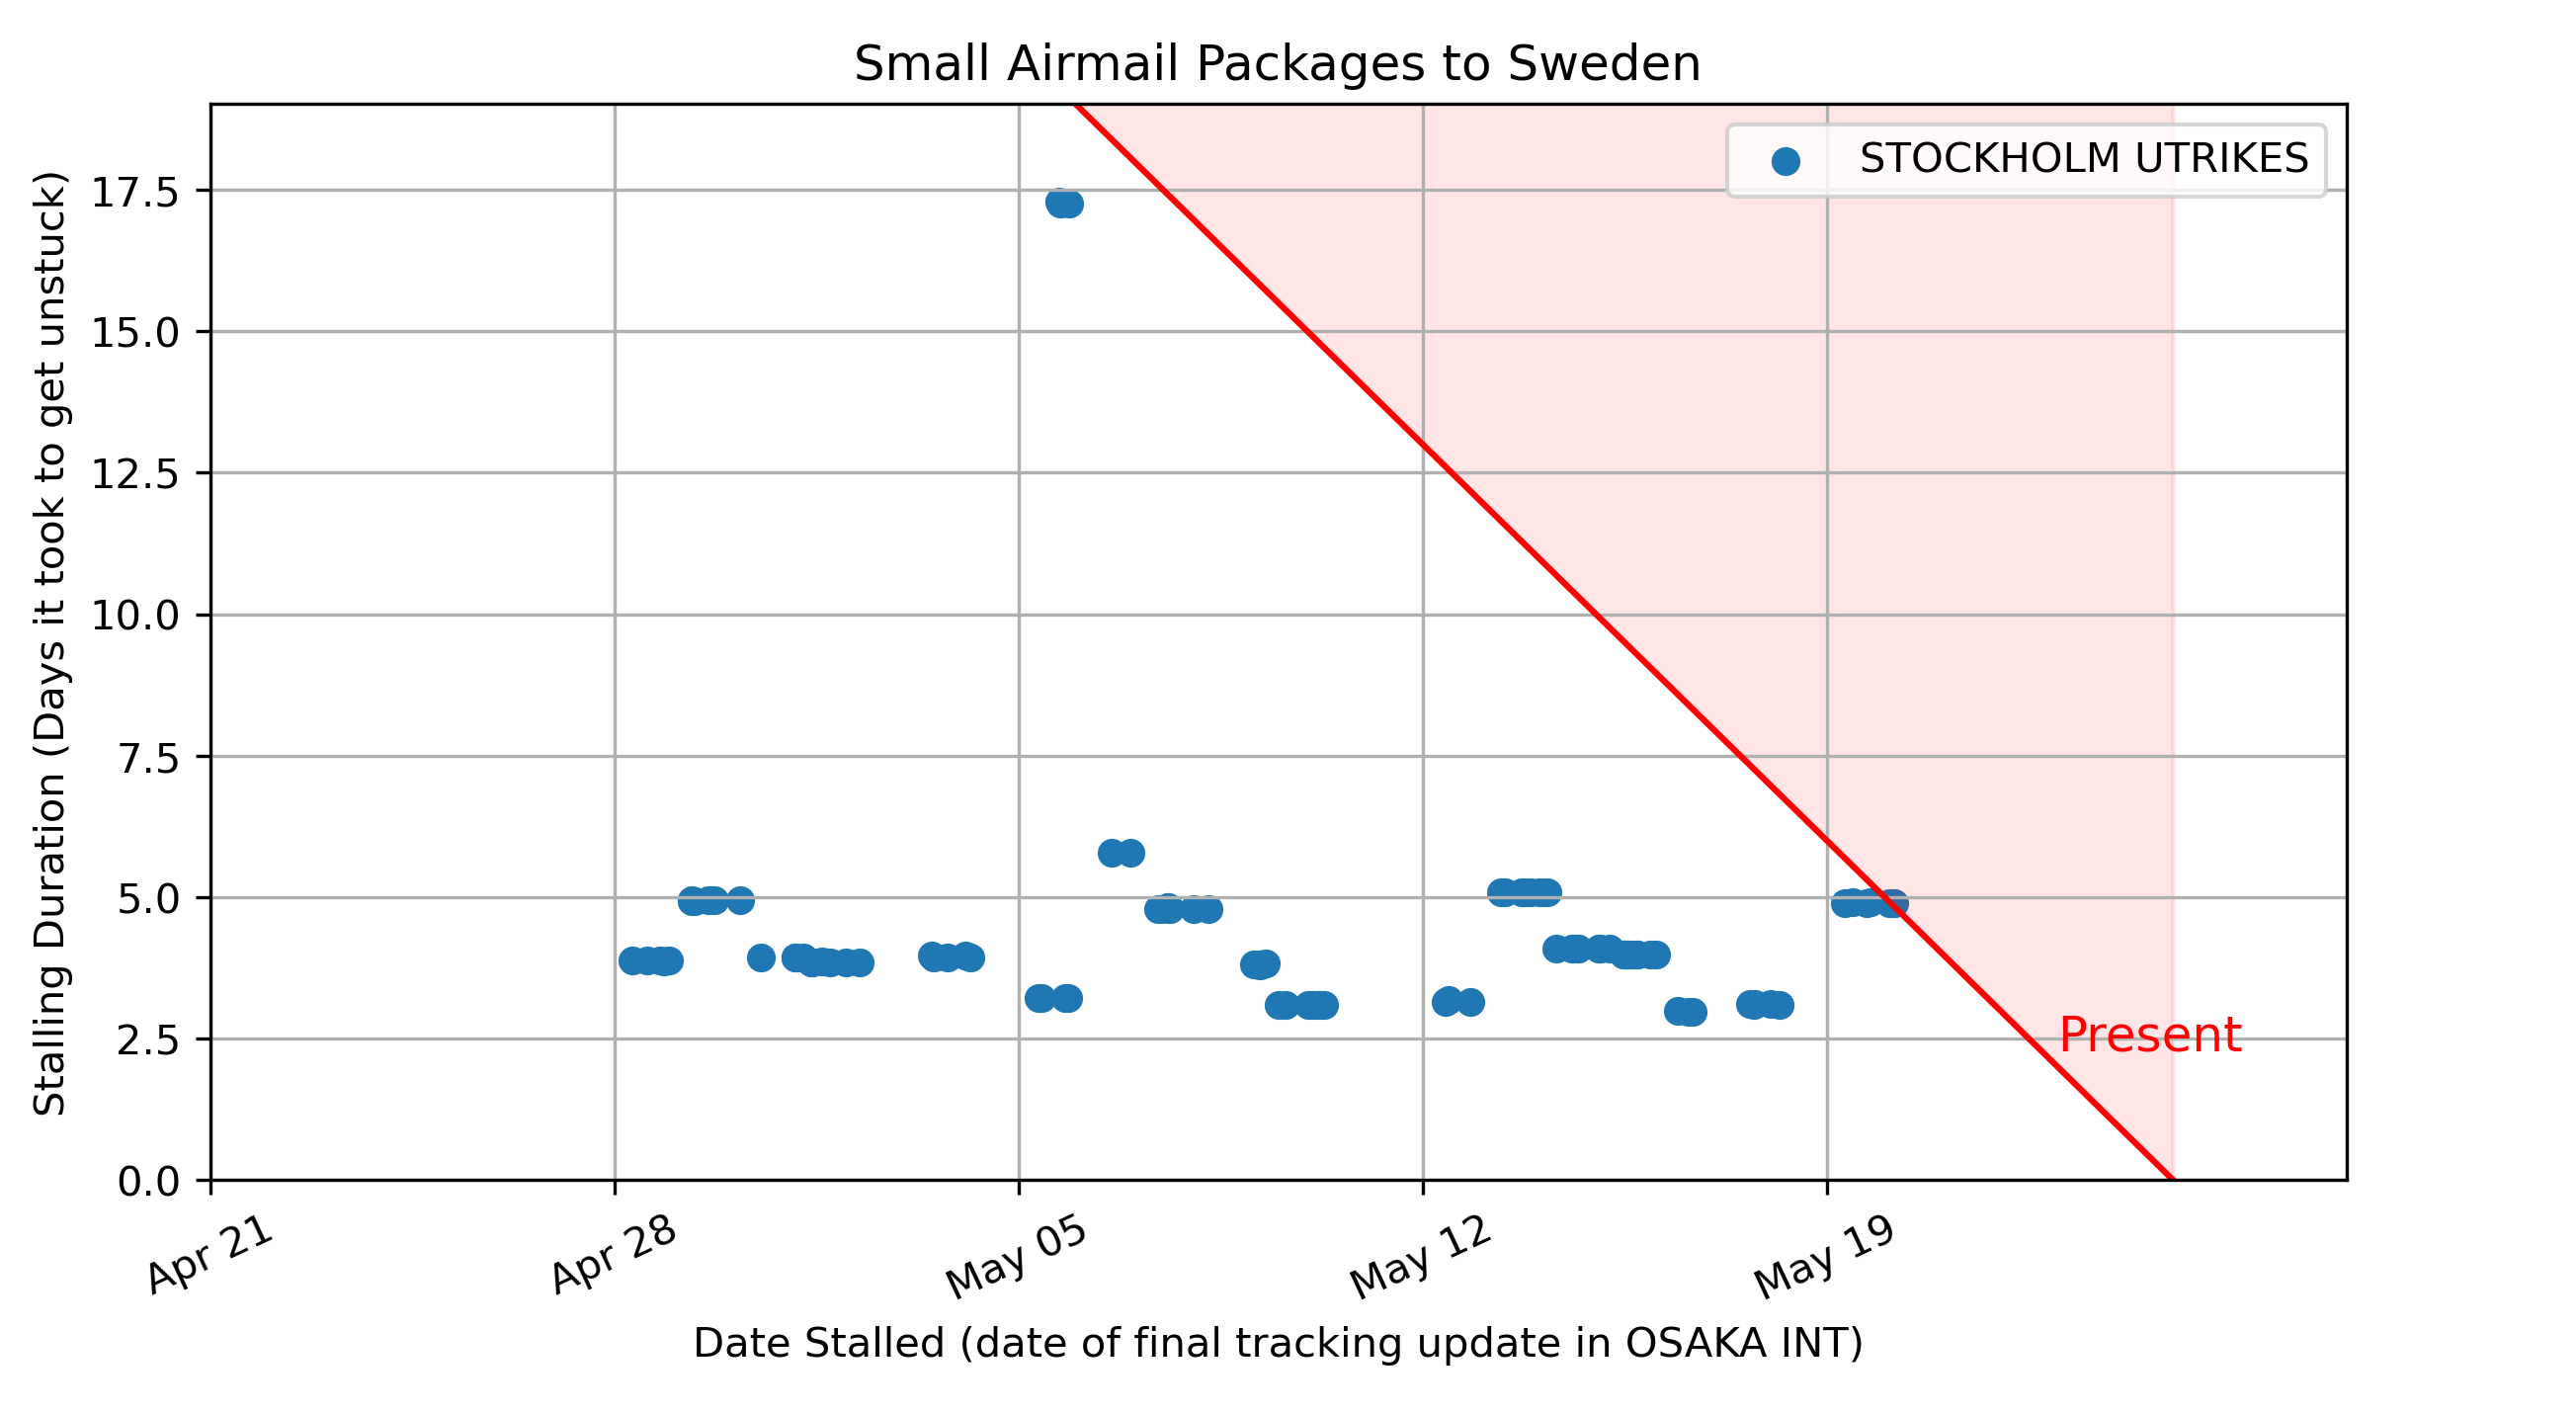 Small Airmail Packages to Sweden
STOCKHOLM UTRIKES
Stalling Duration (Days it took to get unstuck)
17.5
15.0
12.5
10.0
7.5
5.0
2.5
0.0
Present
Apr 21
Apr 28
May 05
May 12
May 19
Date Stalled (date of final tracking update in OSAKA INT)